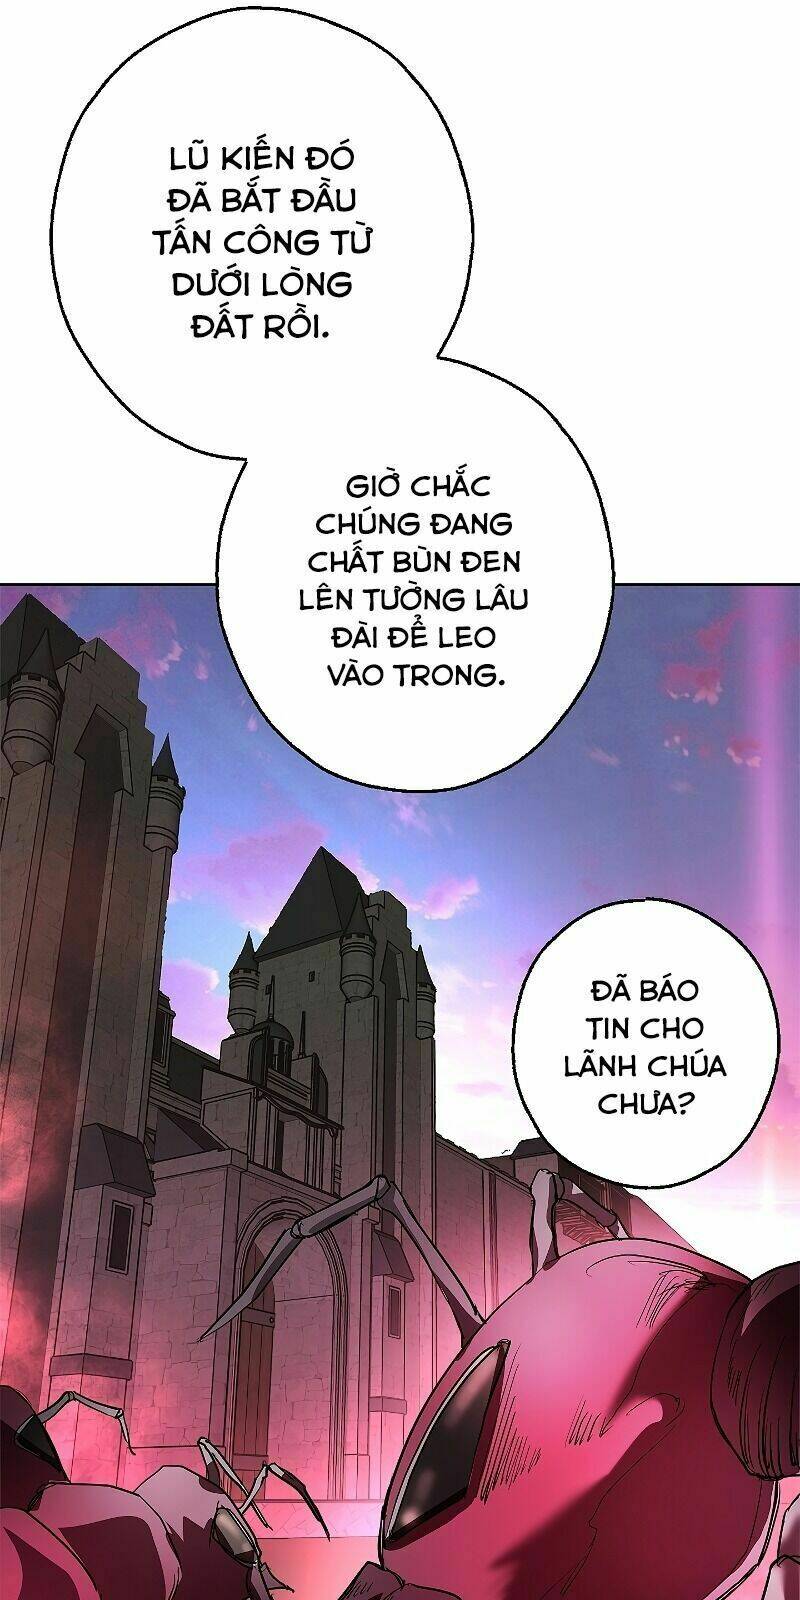 LŨ KIẾN ĐÓ
ĐÃ BẮT ĐẦU
TẤN CÔNG TỪ
DƯỚI LÒNG
ĐẤT RỒI.
GIỜ CHẮC
CHÚNG ĐANG
CHẤT BÙN ĐEN
LÊN TƯỜNG LÂU
ĐÀI ĐỂ LEO
VÀO TRONG.
ĐÃ BÁO
TIN CHO
LÃNH CHÚA
CHƯA?